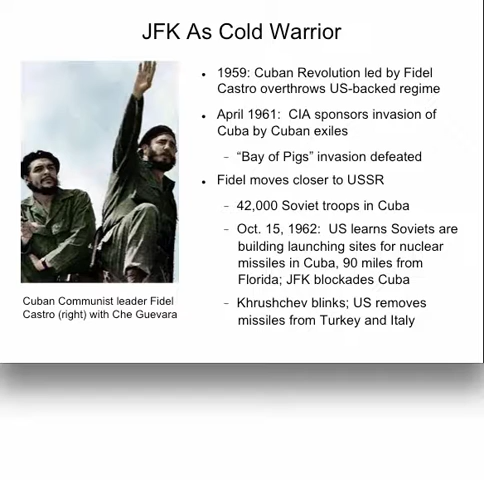 JFK As Cold Warrior
• 1959: Cuban Revolution led by Fidel
Castro overthrows US-backed regime
• April 1961:  CIA sponsors invasion of
Cuba by Cuban exiles
– “Bay of Pigs” invasion defeated
• Fidel moves closer to USSR
– 42,000 Soviet troops in Cuba
– Oct. 15, 1962:  US learns Soviets are
building launching sites for nuclear
missiles in Cuba, 90 miles from
Florida; JFK blockades Cuba
– Khrushchev blinks; US removes
missiles from Turkey and Italy
Cuban Communist leader Fidel
Castro (right) with Che Guevara